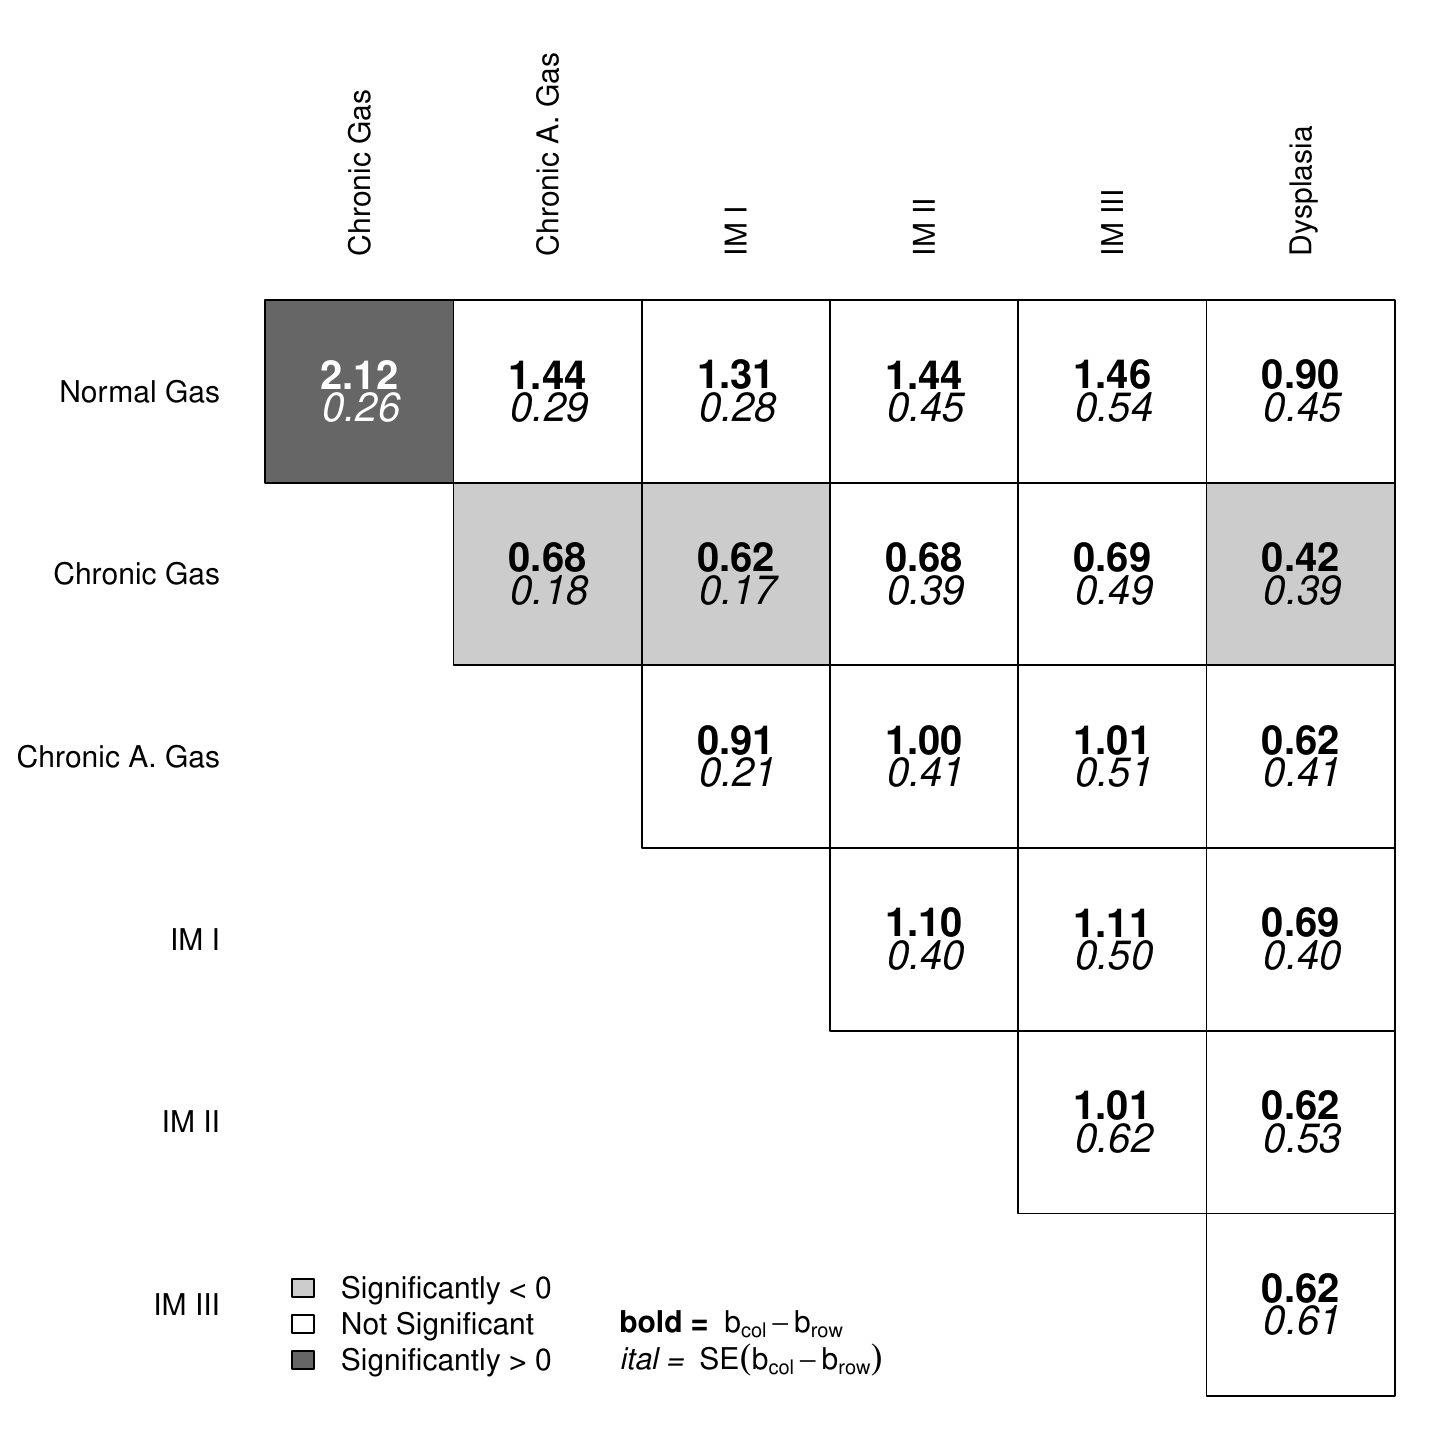 Chronic Gas
Chronic A. Gas
IM I
IM II
IM III
Dysplasia
Normal Gas
2.12
0.26
1.44
0.29
1.31
0.28
1.44
0.45
1.46
0.54
0.90
0.45
Chronic Gas
0.68
0.18
0.62
0.17
0.68
0.39
0.69
0.49
0.42
0.39
Chronic A. Gas
0.91
0.21
1.00
0.41
1.01
0.51
0.62
0.41
IM I
1.10
0.40
1.11
0.50
0.69
0.40
IM II
1.01
0.62
0.62
0.53
IM III
0.62
0.61
Significantly < 0
Not Significant
Significantly > 0
bold = bcol − brow
ital = SE(bcol − brow)